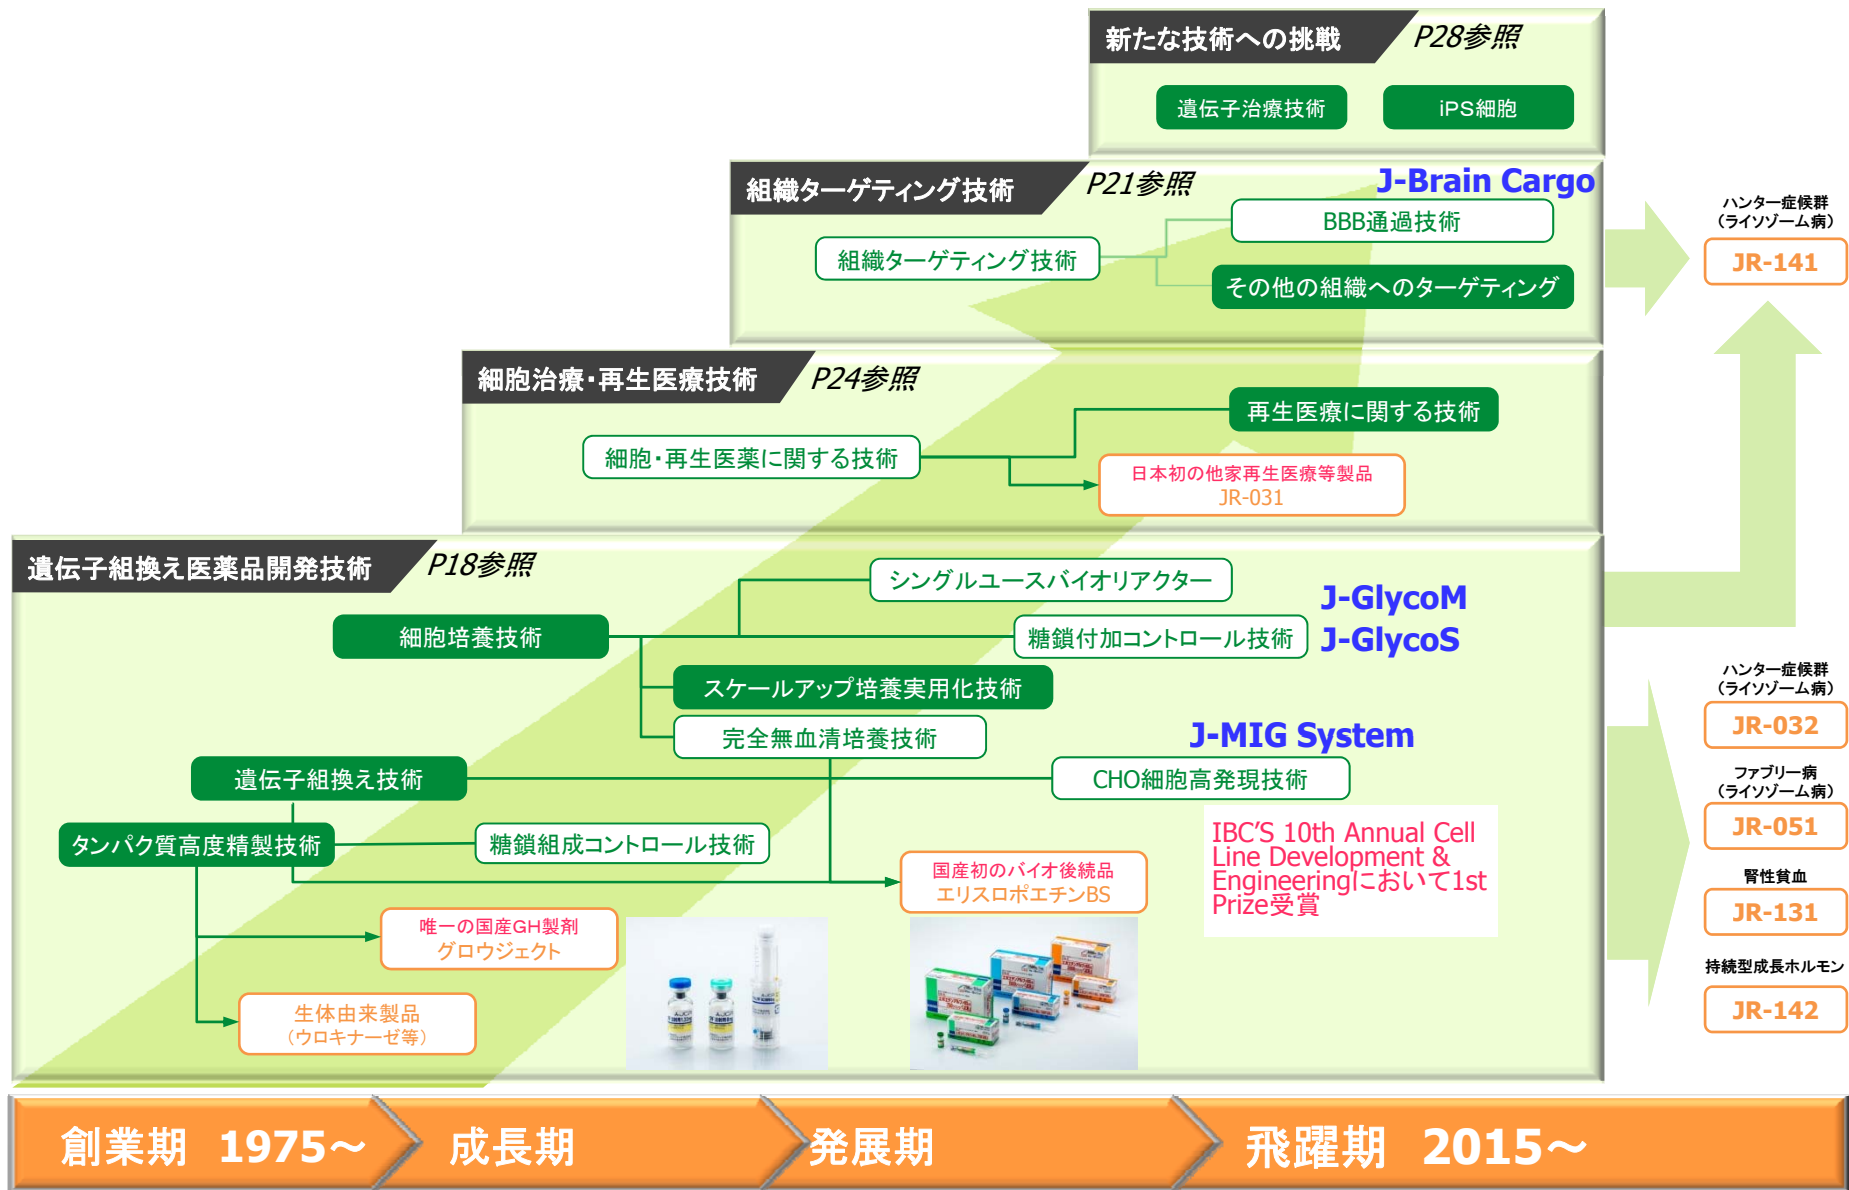 新たな技術への挑戦
P28参照
遺伝子治療技術
iPS細胞
組織ターゲティング技術
P21参照
J-Brain Cargo
BBB通過技術
組織ターゲティング技術
その他の組織へのターゲティング
ハンター症候群
（ライソゾーム病）
JR-141
細胞治療・再生医療技術
P24参照
再生医療に関する技術
細胞・再生医薬に関する技術
日本初の他家再生医療等製品
JR-031
遺伝子組換え医薬品開発技術
P18参照
シングルユースバイオリアクター
J-GlycoM
細胞培養技術
糖鎖付加コントロール技術
J-GlycoS
スケールアップ培養実用化技術
完全無血清培養技術
J-MIG System
遺伝子組換え技術
CHO細胞高発現技術
タンパク質高度精製技術
糖鎖組成コントロール技術
IBC'S 10th Annual Cell
Line Development &
Engineeringにおいて1st
Prize受賞
国産初のバイオ後続品
エリスロポエチンBS
唯一の国産GH製剤
グロウジェクト
生体由来製品
（ウロキナーゼ等）
ハンター症候群
（ライソゾーム病）
JR-032
ファブリー病
（ライソゾーム病）
JR-051
腎性貧血
JR-131
持続型成長ホルモン
JR-142
創業期 1975～
成長期
発展期
飛躍期 2015～